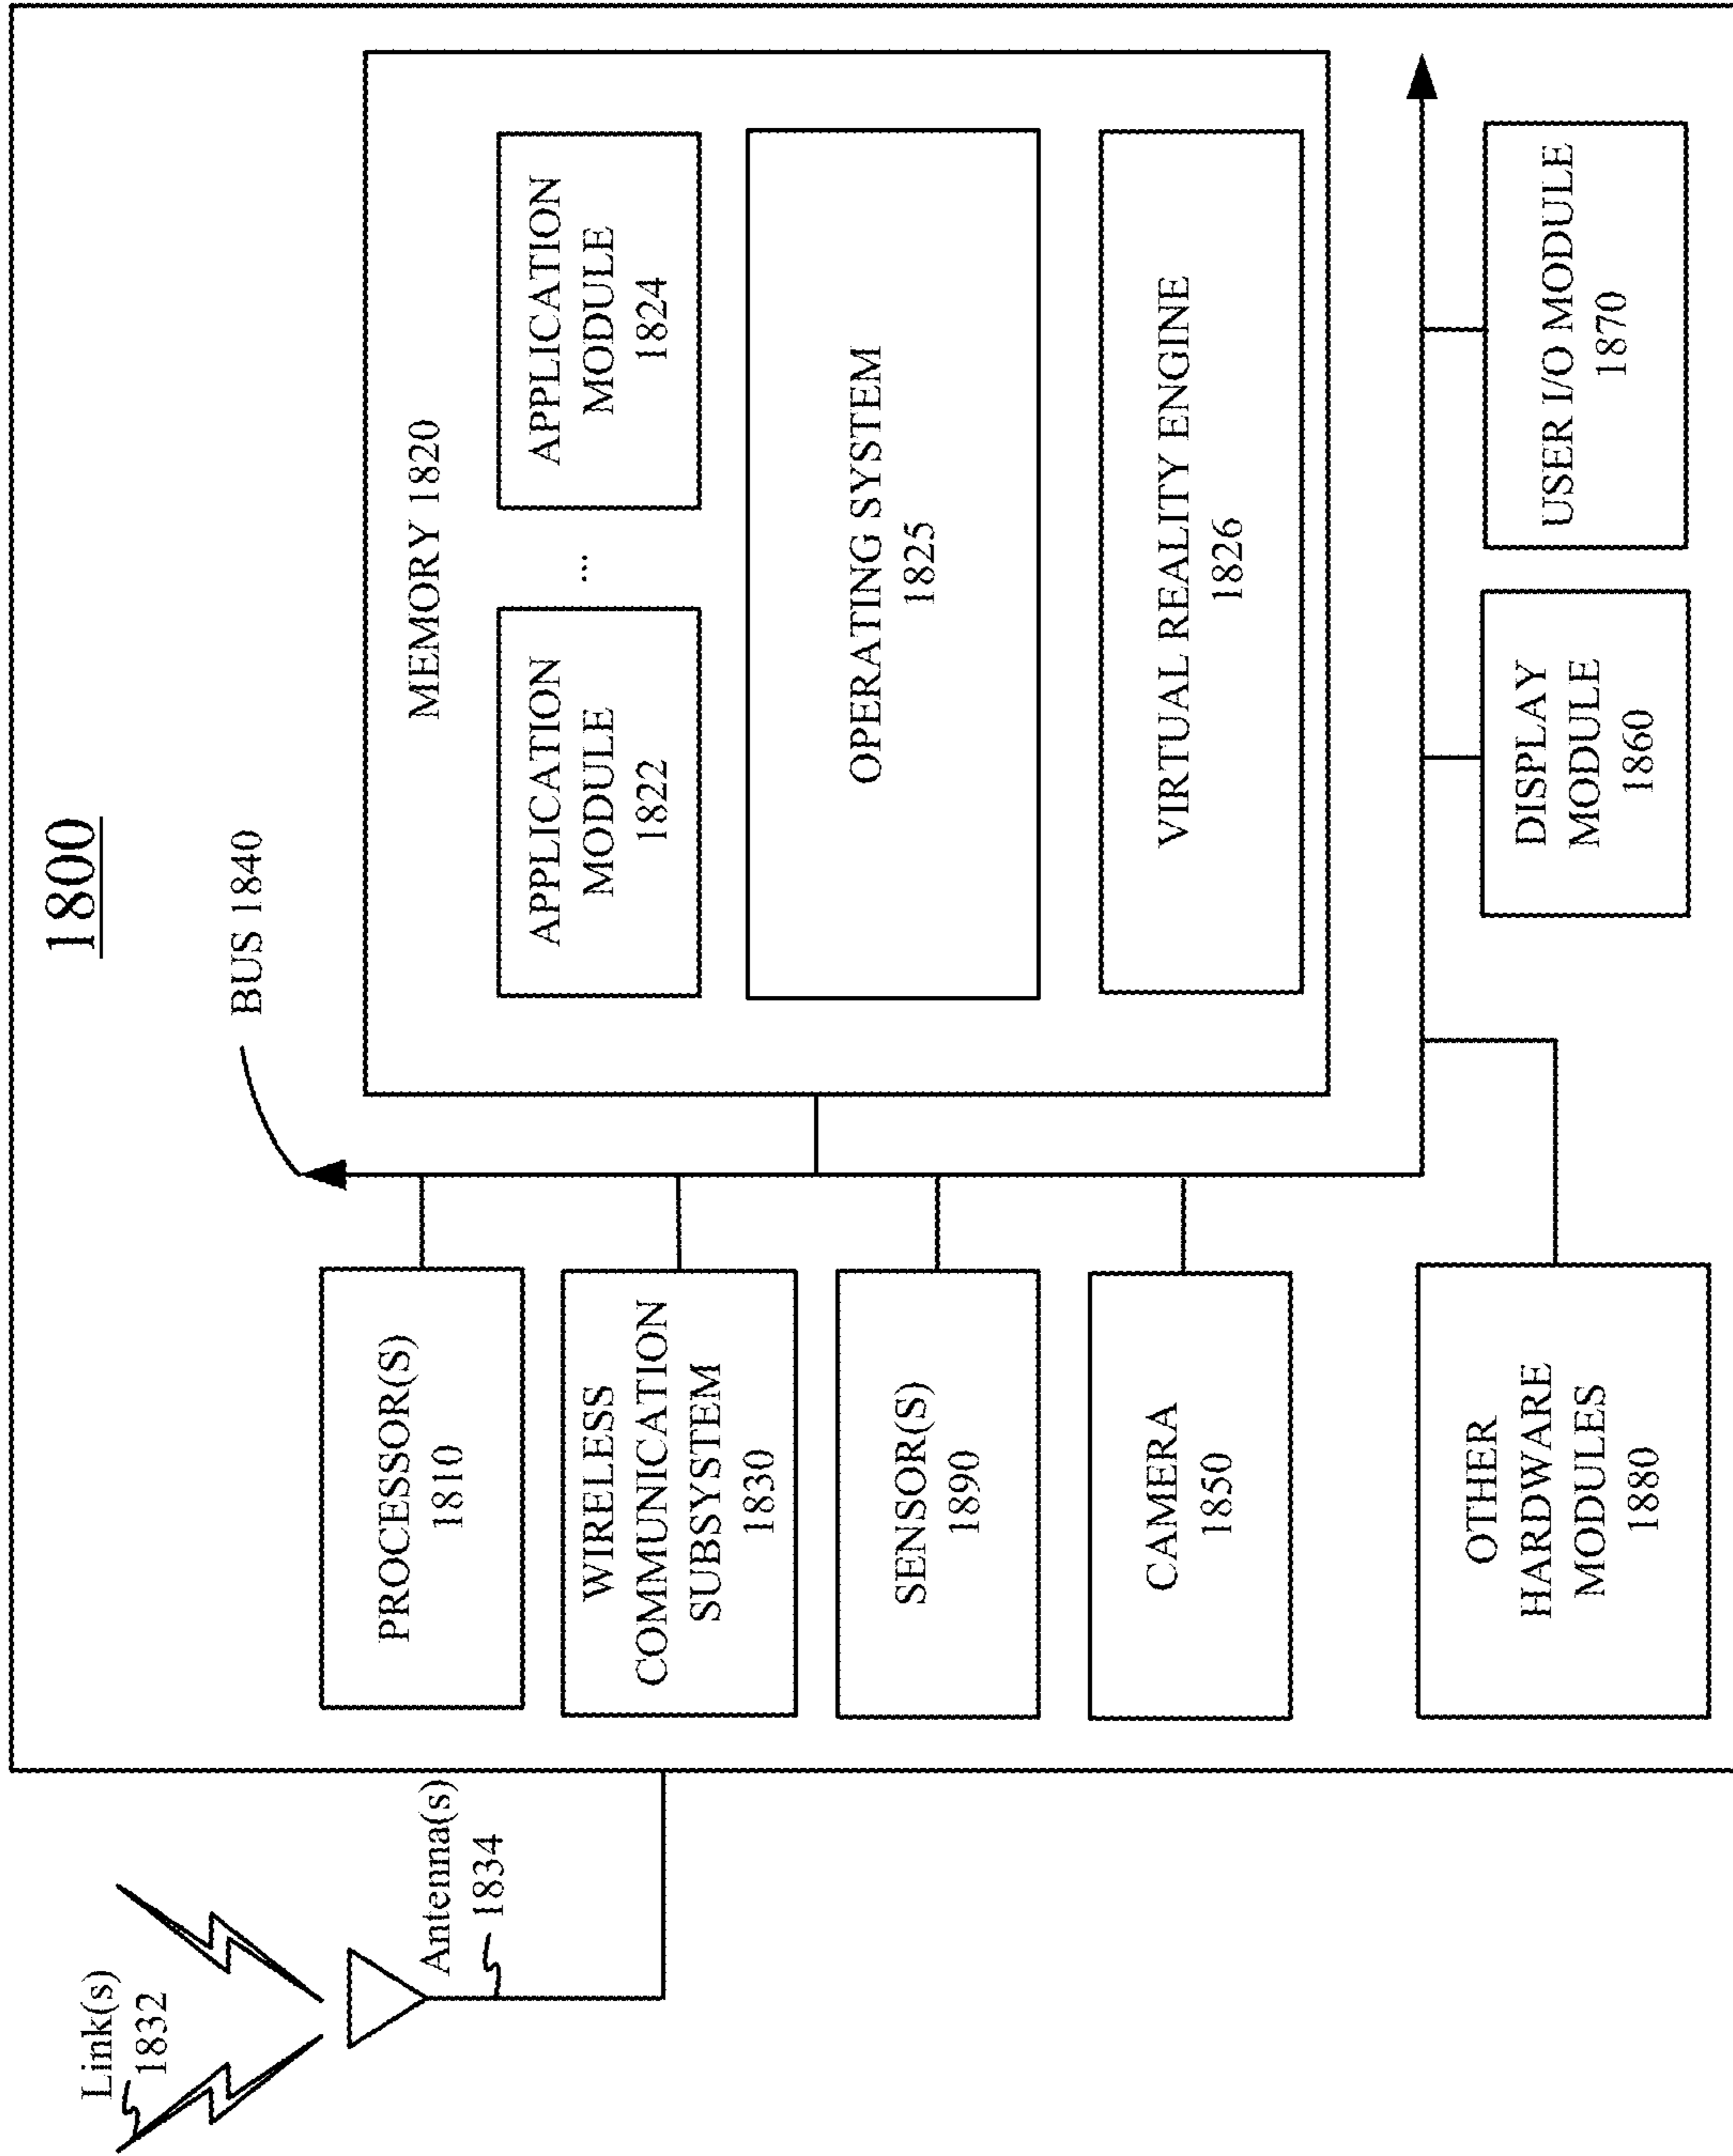 1800
BUS 1840
Link(s)
1832
Antenna(s)
1834
PROCESSOR(S)
1810
WIRELESS
COMMUNICATION
SUBSYSTEM
1830
SENSOR(S)
1890
CAMERA
1850
OTHER
HARDWARE
MODULES
1880
MEMORY 1820
APPLICATION
MODULE
1822
...
APPLICATION
MODULE
1824
OPERATING SYSTEM
1825
VIRTUAL REALITY ENGINE
1826
DISPLAY
MODULE
1860
USER I/O MODULE
1870